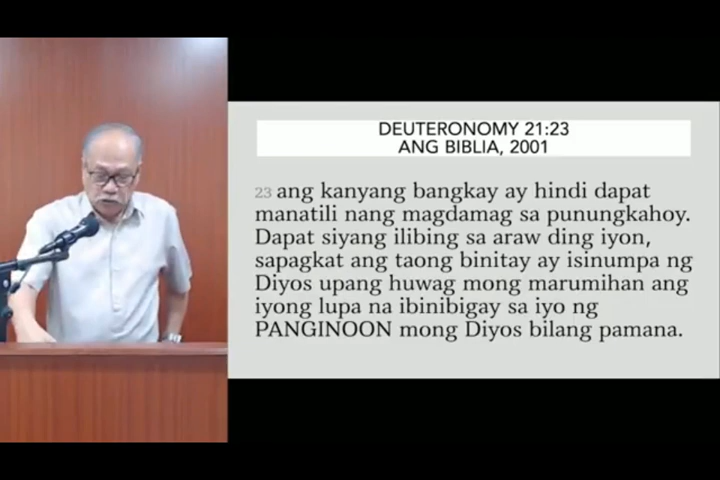 DEUTERONOMY 21:23
ANG BIBLIA, 2001
23 ang kanyang bangkay ay hindi dapat
manatili nang magdamag sa punungkahoy.
Dapat siyang ilibing sa araw ding iyon,
sapagkat ang taong binitay ay isinumpa ng
Diyos upang huwag mong marumihan ang
iyong lupa na ibinibigay sa iyo ng
PANGINOON mong Diyos bilang pamana.